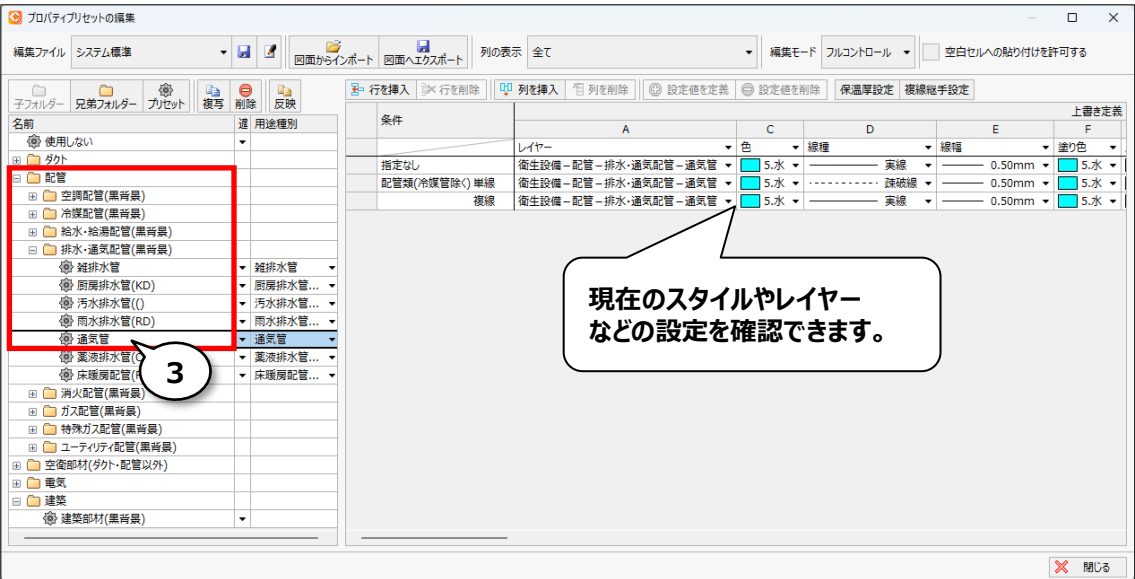 プロパティプリセットの編集
編集ファイル システム標準 図面からインポート 図面へエクスポート 列の表示 全て 編集モード フルコントロール 空白セルへの貼り付けを許可する
子フォルダー 兄弟フォルダー プリセット 複写 削除 反映
名前 適 用途種別
使用しない
ダクト
配管
空調配管(黒背景)
冷媒配管(黒背景)
給水・給湯配管(黒背景)
排水・通気配管(黒背景)
雑排水管 雑排水管
厨房排水管(KD) 厨房排水管...
汚水排水管(() 汚水排水管...
雨水排水管(RD) 雨水排水管...
通気管 通気管
薬液排水管(C 薬液排水管...
床暖房配管( 床暖房配管...
消火配管(黒背景)
ガス配管(黒背景)
特殊ガス配管(黒背景)
ユーティリティ配管(黒背景)
空衛部材(ダクト・配管以外)
電気
建築
建築部材(黒背景)
3
行を挿入 行を削除 列を挿入 列を削除 設定値を定義 設定値を削除 保温厚設定 複線継手設定
条件 上書き定義
A C D E F
レイヤー 色 線種 線幅 塗り色
指定なし 衛生設備－配管－排水・通気配管－通気管 5.水 実線 0.50mm 5.水
配管類(冷媒管除く) 単線 衛生設備－配管－排水・通気配管－通気管 5.水 疎破線 0.50mm 5.水
複線 衛生設備－配管－排水・通気配管－通気管 5.水 実線 0.50mm 5.水
現在のスタイルやレイヤー
などの設定を確認できます。
閉じる